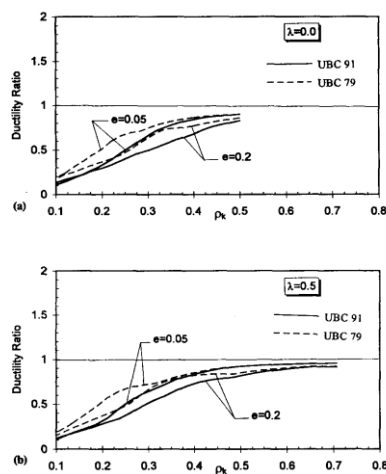 2
λ=0.0
1.5
UBC 91
Ductility Ratio
UBC 79
1
e=0.05
0.5
e=0.2
0
(a)
0.1 0.2 0.3 0.4 0.5 0.6 0.7 0.8
ρk
2
λ=0.5
1.5
UBC 91
Ductility Ratio
e=0.05
UBC 79
1
0.5
e=0.2
0
(b)
0.1 0.2 0.3 0.4 0.5 0.6 0.7 0.8
ρk